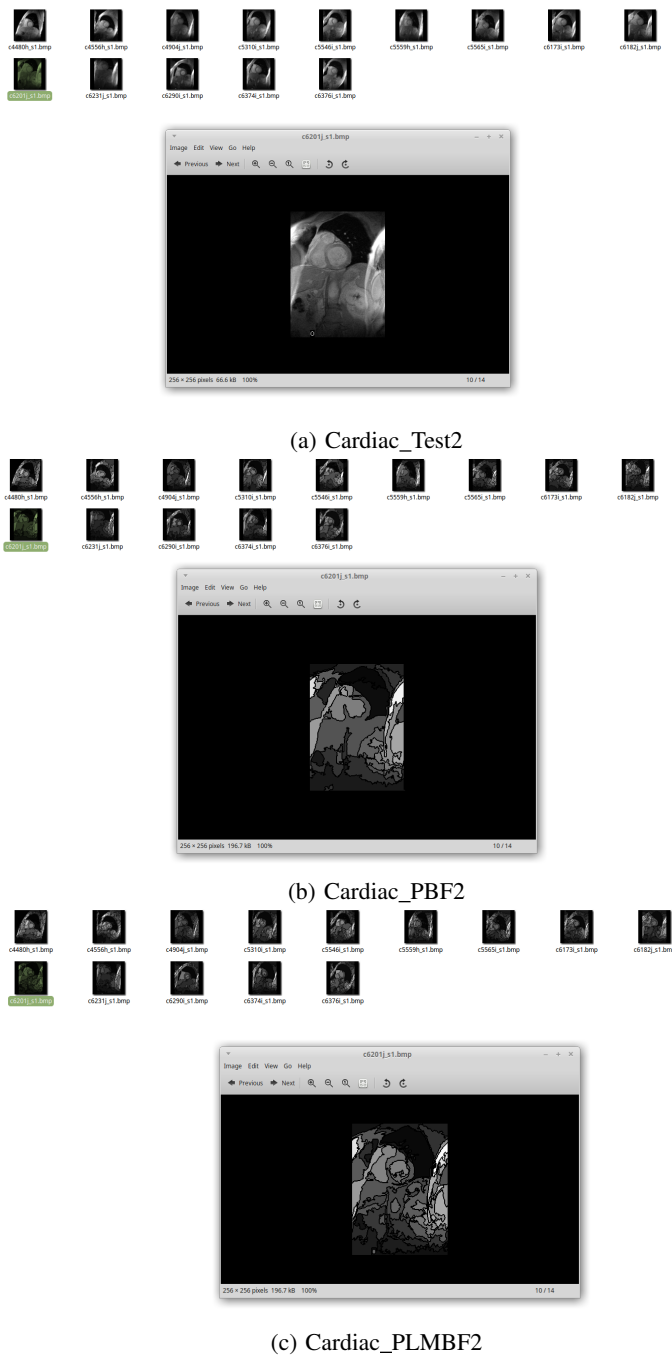 c4480h_s1.bmp c4556h_s1.bmp c4904j_s1.bmp c5310i_s1.bmp c5546i_s1.bmp c5559h_s1.bmp c5565i_s1.bmp c6173i_s1.bmp c6182j_s1.bmp
c6201j_s1.bmp c6231j_s1.bmp c6290i_s1.bmp c6374i_s1.bmp c6376i_s1.bmp
c6201j_s1.bmp
Image Edit View Go Help
Previous Next
256 × 256 pixels 66.6 kB 100% 10 / 14
(a) Cardiac_Test2
c4480h_s1.bmp c4556h_s1.bmp c4904j_s1.bmp c5310i_s1.bmp c5546i_s1.bmp c5559h_s1.bmp c5565i_s1.bmp c6173i_s1.bmp c6182j_s1.bmp
c6201j_s1.bmp c6231j_s1.bmp c6290i_s1.bmp c6374i_s1.bmp c6376i_s1.bmp
c6201j_s1.bmp
Image Edit View Go Help
Previous Next
256 × 256 pixels 196.7 kB 100% 10 / 14
(b) Cardiac_PBF2
c4480h_s1.bmp c4556h_s1.bmp c4904j_s1.bmp c5310i_s1.bmp c5546i_s1.bmp c5559h_s1.bmp c5565i_s1.bmp c6173i_s1.bmp c6182j_s1.bm
c6201j_s1.bmp c6231j_s1.bmp c6290i_s1.bmp c6374i_s1.bmp c6376i_s1.bmp
c6201j_s1.bmp
Image Edit View Go Help
Previous Next
256 × 256 pixels 196.7 kB 100% 10 / 14
(c) Cardiac_PLMBF2